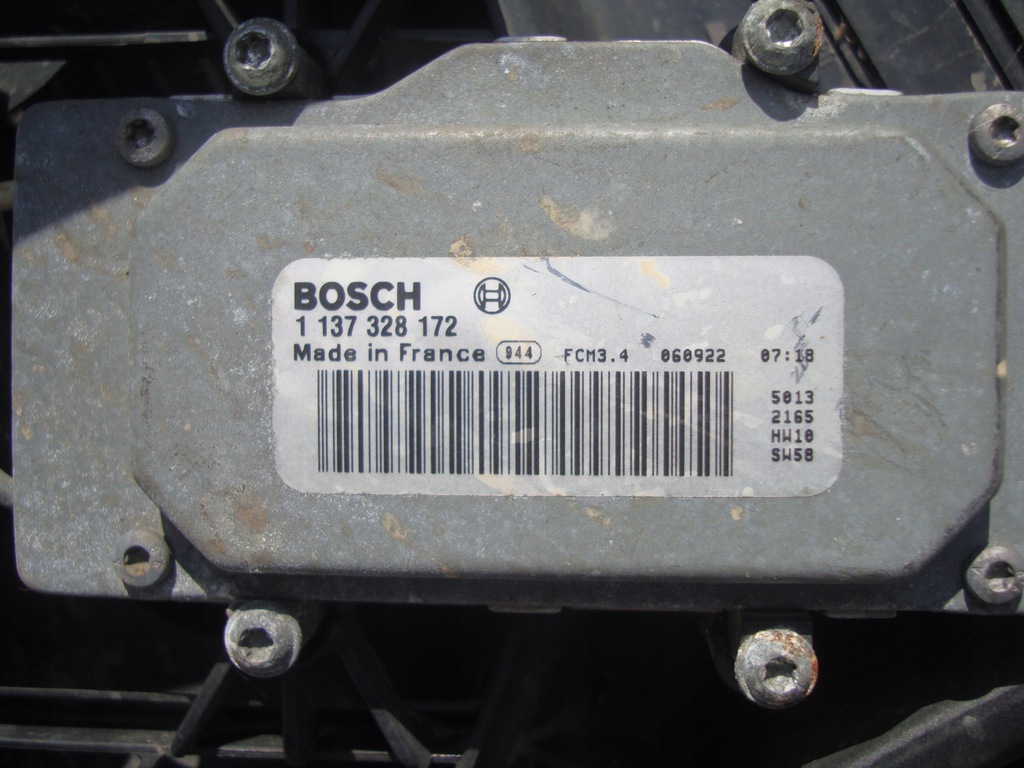 BOSCH
1 137 328 172
Made in France 944 FCM3.4 060922 07:18
5013
2165
HW10
SW58